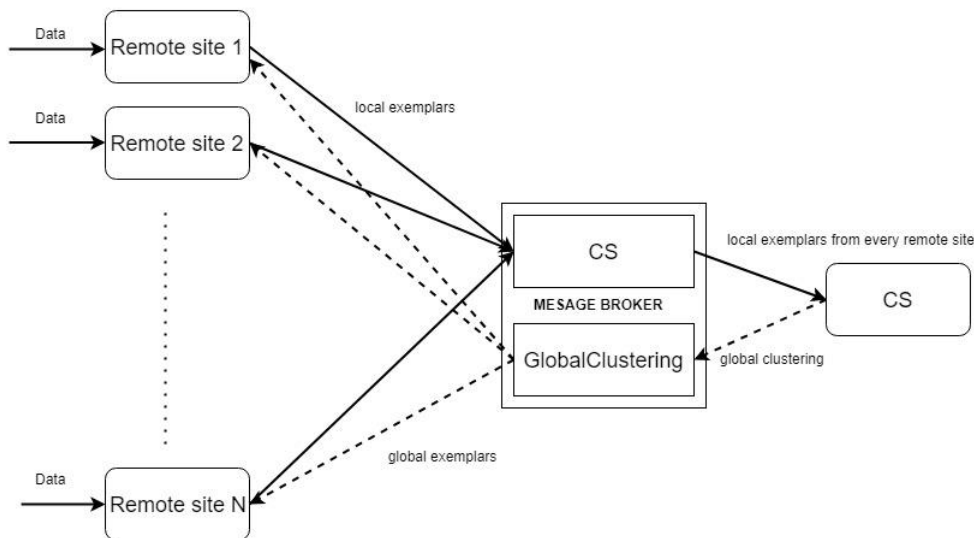 Data
Remote site 1
local exemplars
Data
Remote site 2
CS
local exemplars from every remote site
CS
MESAGE BROKER
GlobalClustering
global clustering
global exemplars
Data
Remote site N